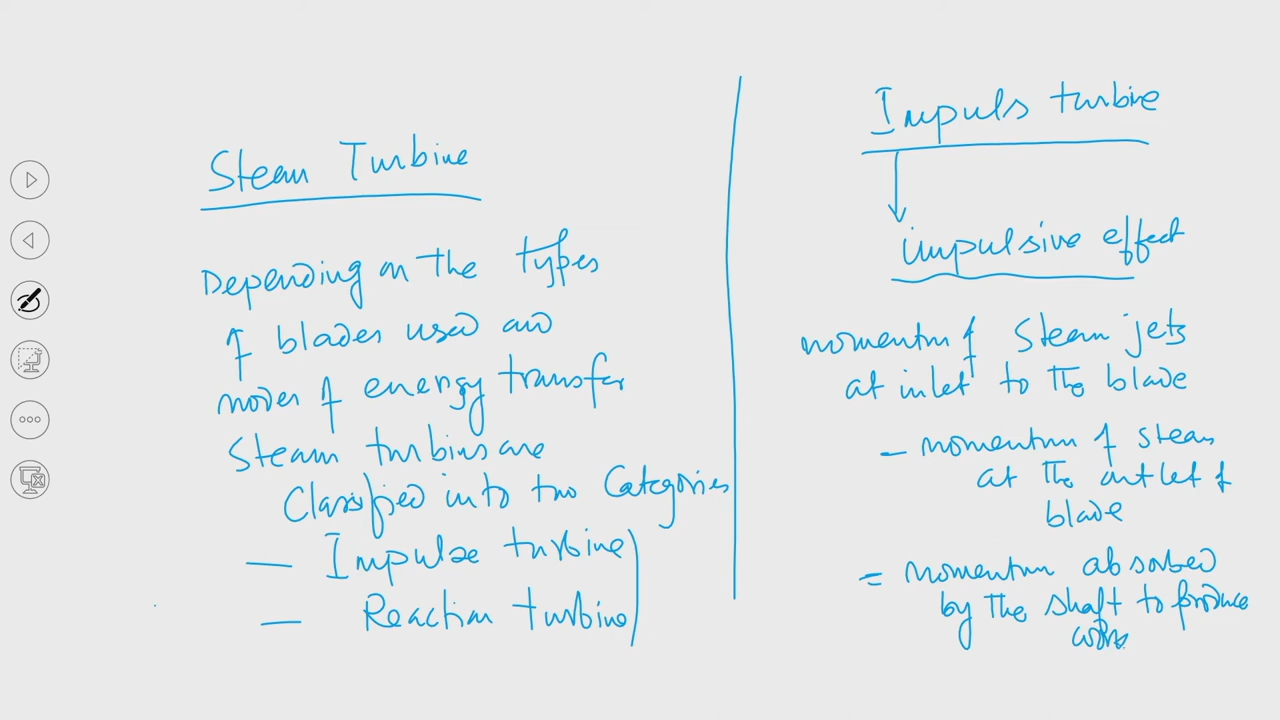 Steam Turbine
Depending on the types
of blades used and
modes of energy transfer
Steam turbins are
Classified into two Categories
— Impulse turbine
— Reaction turbine
Impuls turbine
impulsive effect
momentum of Steam jets
at inlet to the blade
- momentum of steam
at the outlet of
blade
= momentum absorbed
by the shaft to produce
work